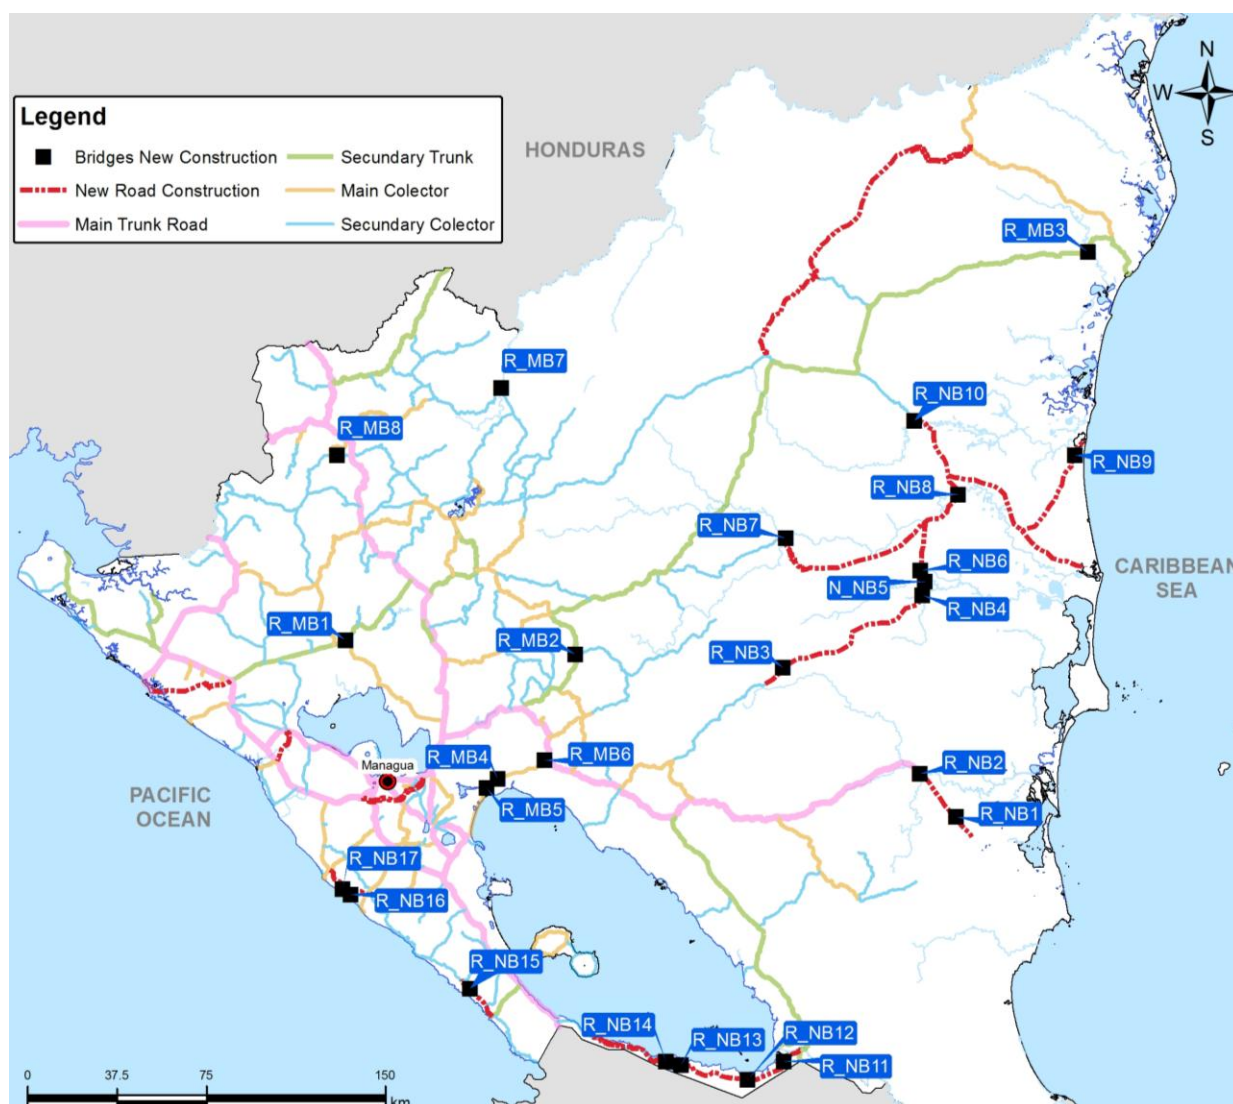 N
W
S
Legend
Bridges New Construction
Secundary Trunk
New Road Construction
Main Colector
Main Trunk Road
Secundary Colector
HONDURAS
R_MB3
R_MB7
R_NB10
R_MB8
R_NB9
R_NB8
R_NB7
R_NB6
CARIBBEAN
SEA
N_NB5
R_NB4
R_MB1
R_MB2
R_NB3
R_MB4
R_MB6
R_NB2
Managua
PACIFIC
OCEAN
R_MB5
R_NB1
R_NB17
R_NB16
R_NB15
R_NB14
R_NB13
R_NB12
R_NB11
0 37.5 75 150
km